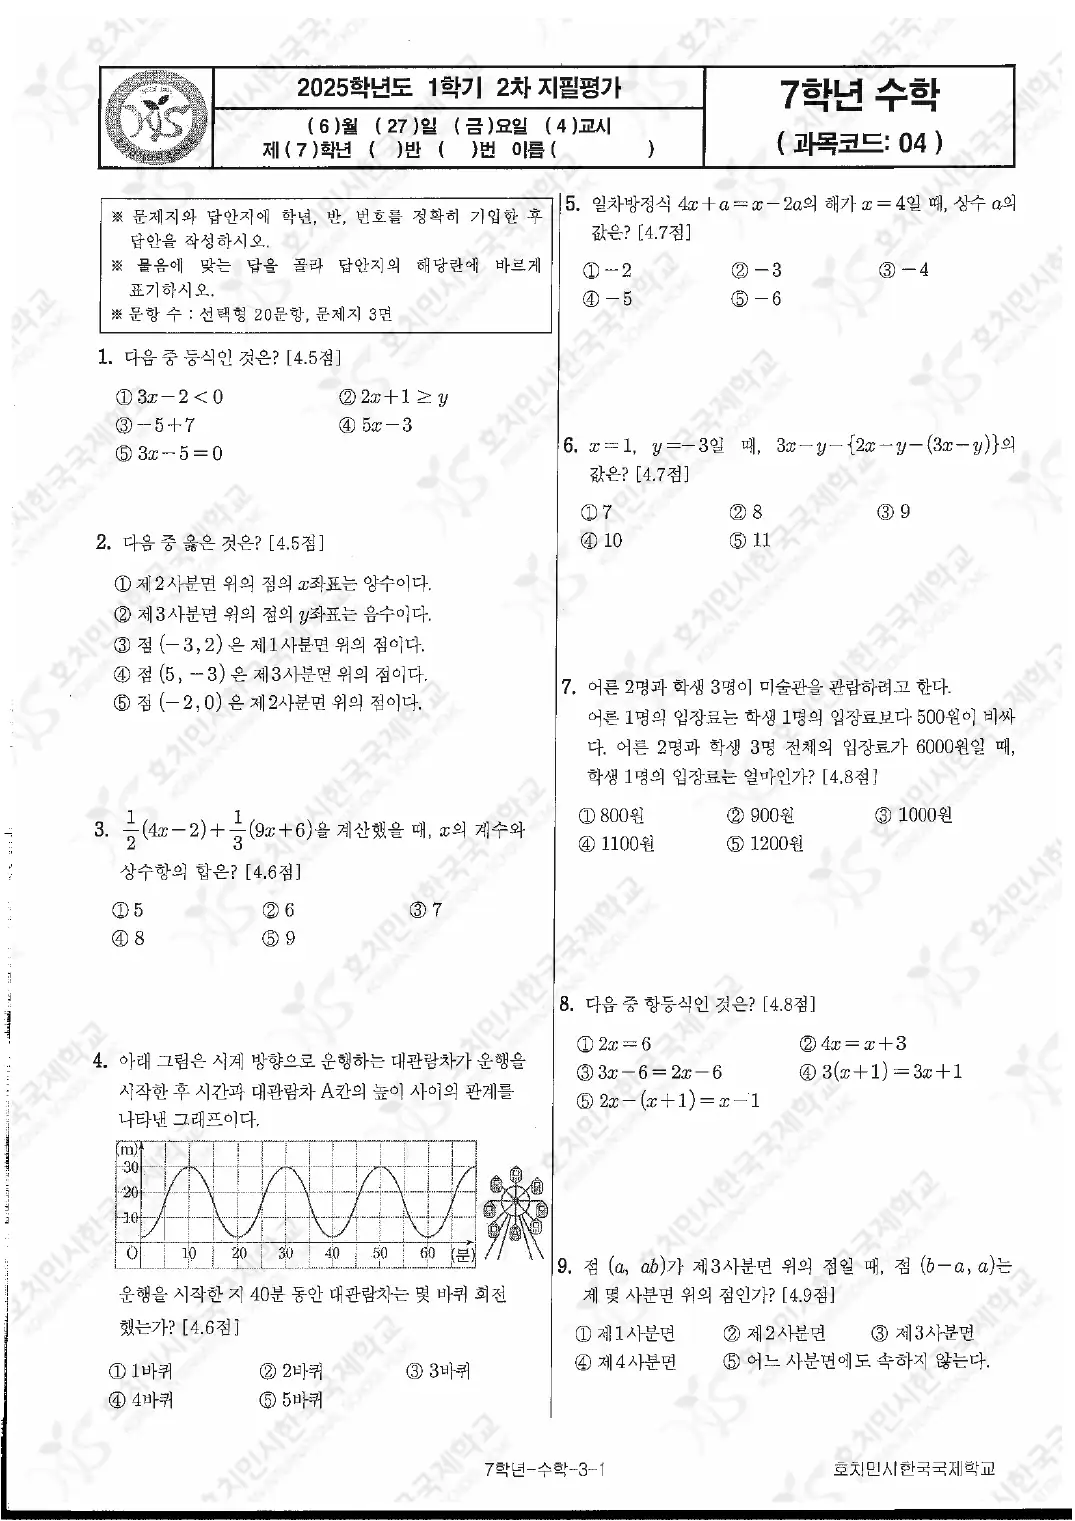 2025학년도 1학기 2차 지필평가
( 6 )월 ( 27 )일 ( 금 )요일 ( 4 )교시
제 ( 7 )학년 ( )반 ( )번 이름 ( )
7학년 수학
( 과목코드: 04 )
※ 문제지와 답안지에 학년, 반, 번호를 정확히 기입한 후
답안을 작성하시오.
※ 물음에 맞는 답을 골라 답안지의 해당란에 바르게
표기하시오.
※ 문항 수 : 선택형 20문항, 문제지 3면
1. 다음 중 등식인 것은? [4.5점]
① 3x-2<0 ② 2x+1≥y
③ -5+7 ④ 5x-3
⑤ 3x-5=0
2. 다음 중 옳은 것은? [4.5점]
① 제2사분면 위의 점의 x좌표는 양수이다.
② 제3사분면 위의 점의 y좌표는 음수이다.
③ 점 (-3, 2) 은 제1사분면 위의 점이다.
④ 점 (5, -3) 은 제3사분면 위의 점이다.
⑤ 점 (-2, 0) 은 제2사분면 위의 점이다.
3. 1/2(4x-2)+1/3(9x+6)을 계산했을 때, x의 계수와
상수항의 합은? [4.6점]
① 5 ② 6 ③ 7
④ 8 ⑤ 9
4. 아래 그림은 시계 방향으로 운행하는 대관람차가 운행을
시작한 후 시간과 대관람차 A칸의 높이 사이의 관계를
나타낸 그래프이다.
(m)
30
20
10
O 10 20 30 40 50 60 (분)
운행을 시작한 지 40분 동안 대관람차는 몇 바퀴 회전
했는가? [4.6점]
① 1바퀴 ② 2바퀴 ③ 3바퀴
④ 4바퀴 ⑤ 5바퀴
5. 일차방정식 4x+a=x-2a의 해가 x=4일 때, 상수 a의
값은? [4.7점]
① -2 ② -3 ③ -4
④ -5 ⑤ -6
6. x=1, y=-3일 때, 3x-y-{2x-y-(3x-y)}의
값은? [4.7점]
① 7 ② 8 ③ 9
④ 10 ⑤ 11
7. 어른 2명과 학생 3명이 미술관을 관람하려고 한다.
어른 1명의 입장료는 학생 1명의 입장료보다 500원이 비싸
다. 어른 2명과 학생 3명 전체의 입장료가 6000원일 때,
학생 1명의 입장료는 얼마인가? [4.8점]
① 800원 ② 900원 ③ 1000원
④ 1100원 ⑤ 1200원
8. 다음 중 항등식인 것은? [4.8점]
① 2x=6 ② 4x=x+3
③ 3x-6=2x-6 ④ 3(x+1)=3x+1
⑤ 2x-(x+1)=x-1
9. 점 (a, ab)가 제3사분면 위의 점일 때, 점 (b-a, a)는
제 몇 사분면 위의 점인가? [4.9점]
① 제1사분면 ② 제2사분면 ③ 제3사분면
④ 제4사분면 ⑤ 어느 사분면에도 속하지 않는다.
7학년-수학-3-1
호치민시한국국제학교